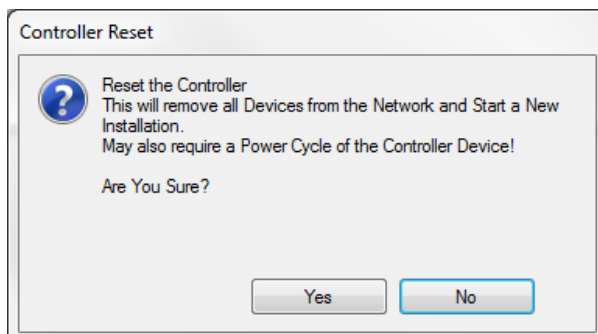 Controller Reset
Reset the Controller
This will remove all Devices from the Network and Start a New
Installation.
May also require a Power Cycle of the Controller Device!
Are You Sure?
Yes
No